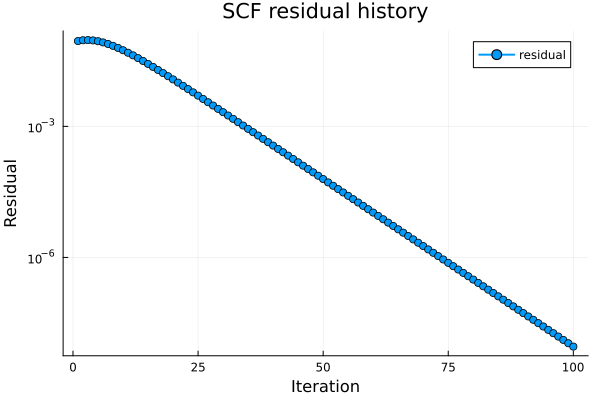 SCF residual history
residual
10⁻³
10⁻⁶
Residual
0 25 50 75 100
Iteration